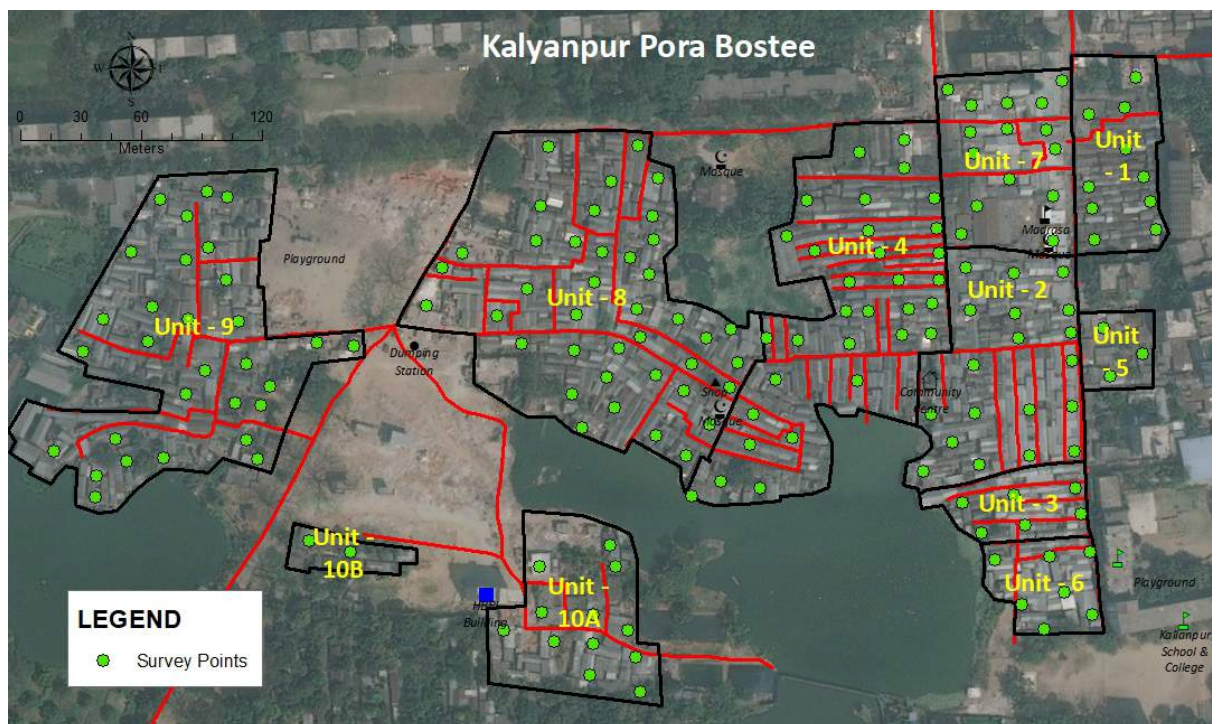 Kalyanpur Pora Bostee
N
W
E
S
0 30 60 120
Meters
Mosque
Unit - 7
Unit
- 1
Madrasa
Mosque
Unit - 4
Playground
Unit - 8
Unit - 2
Unit - 9
Unit
- 5
Dumping
Station
Shop
Mosque
Community
Centre
Unit - 3
Unit -
10B
Unit -
10A
Unit - 6
Playground
HBRI
Building
Kallanpur
School &
College
LEGEND
Survey Points